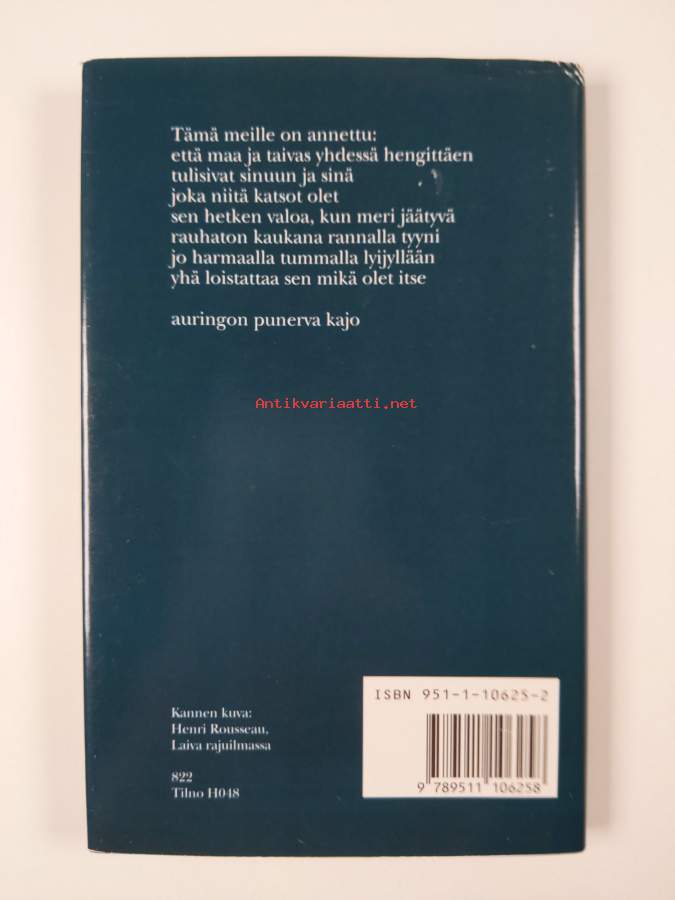 Tämä meille on annettu:
että maa ja taivas yhdessä hengittäen
tulisivat sinuun ja sinä
joka niitä katsot olet
sen hetken valoa, kun meri jäätyvä
rauhaton kaukana rannalla tyyni
jo harmaalla tummalla lyijyllään
yhä loistattaa sen mikä olet itse
auringon punerva kajo
Antikvariaatti.net
ISBN 951-1-10625-2
9 789511 106258
Kannen kuva:
Henri Rousseau,
Laiva rajuilmassa
822
Tilno H048